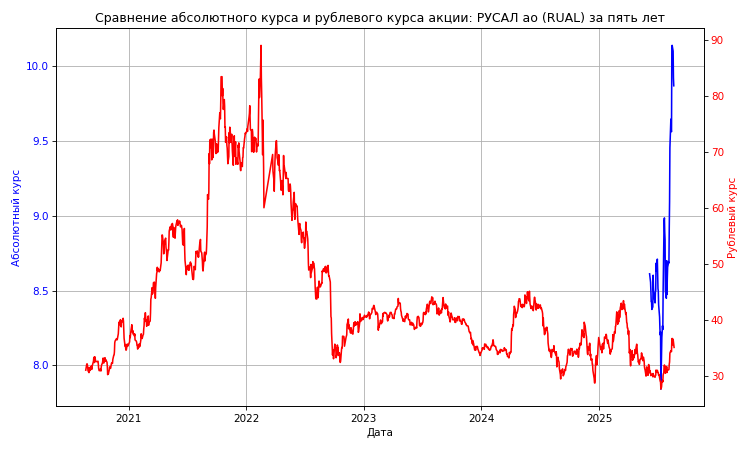 Сравнение абсолютного курса и рублевого курса акции: РУСАЛ ао (RUAL) за пять лет
Абсолютный курс
10.0
9.5
9.0
8.5
8.0
90
80
70
60
50
40
30
Рублевый курс
2021 2022 2023 2024 2025
Дата